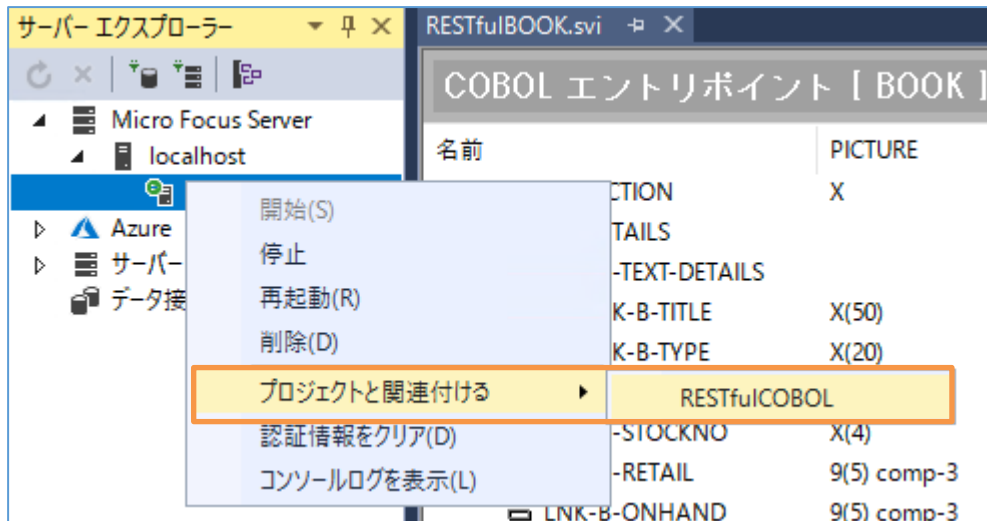 サーバー エクスプローラー
RESTfulBOOK.svi
COBOL エントリポイント [ BOOK ]
Micro Focus Server
localhost
Azure
サーバー
データ接
名前 PICTURE
CTION X
TAILS
-TEXT-DETAILS
K-B-TITLE X(50)
K-B-TYPE X(20)
-STOCKNO X(4)
-RETAIL 9(5) comp-3
LNK-B-ONHAND 9(5) comp-3
開始(S)
停止
再起動(R)
削除(D)
プロジェクトと関連付ける RESTfulCOBOL
認証情報をクリア(D)
コンソールログを表示(L)